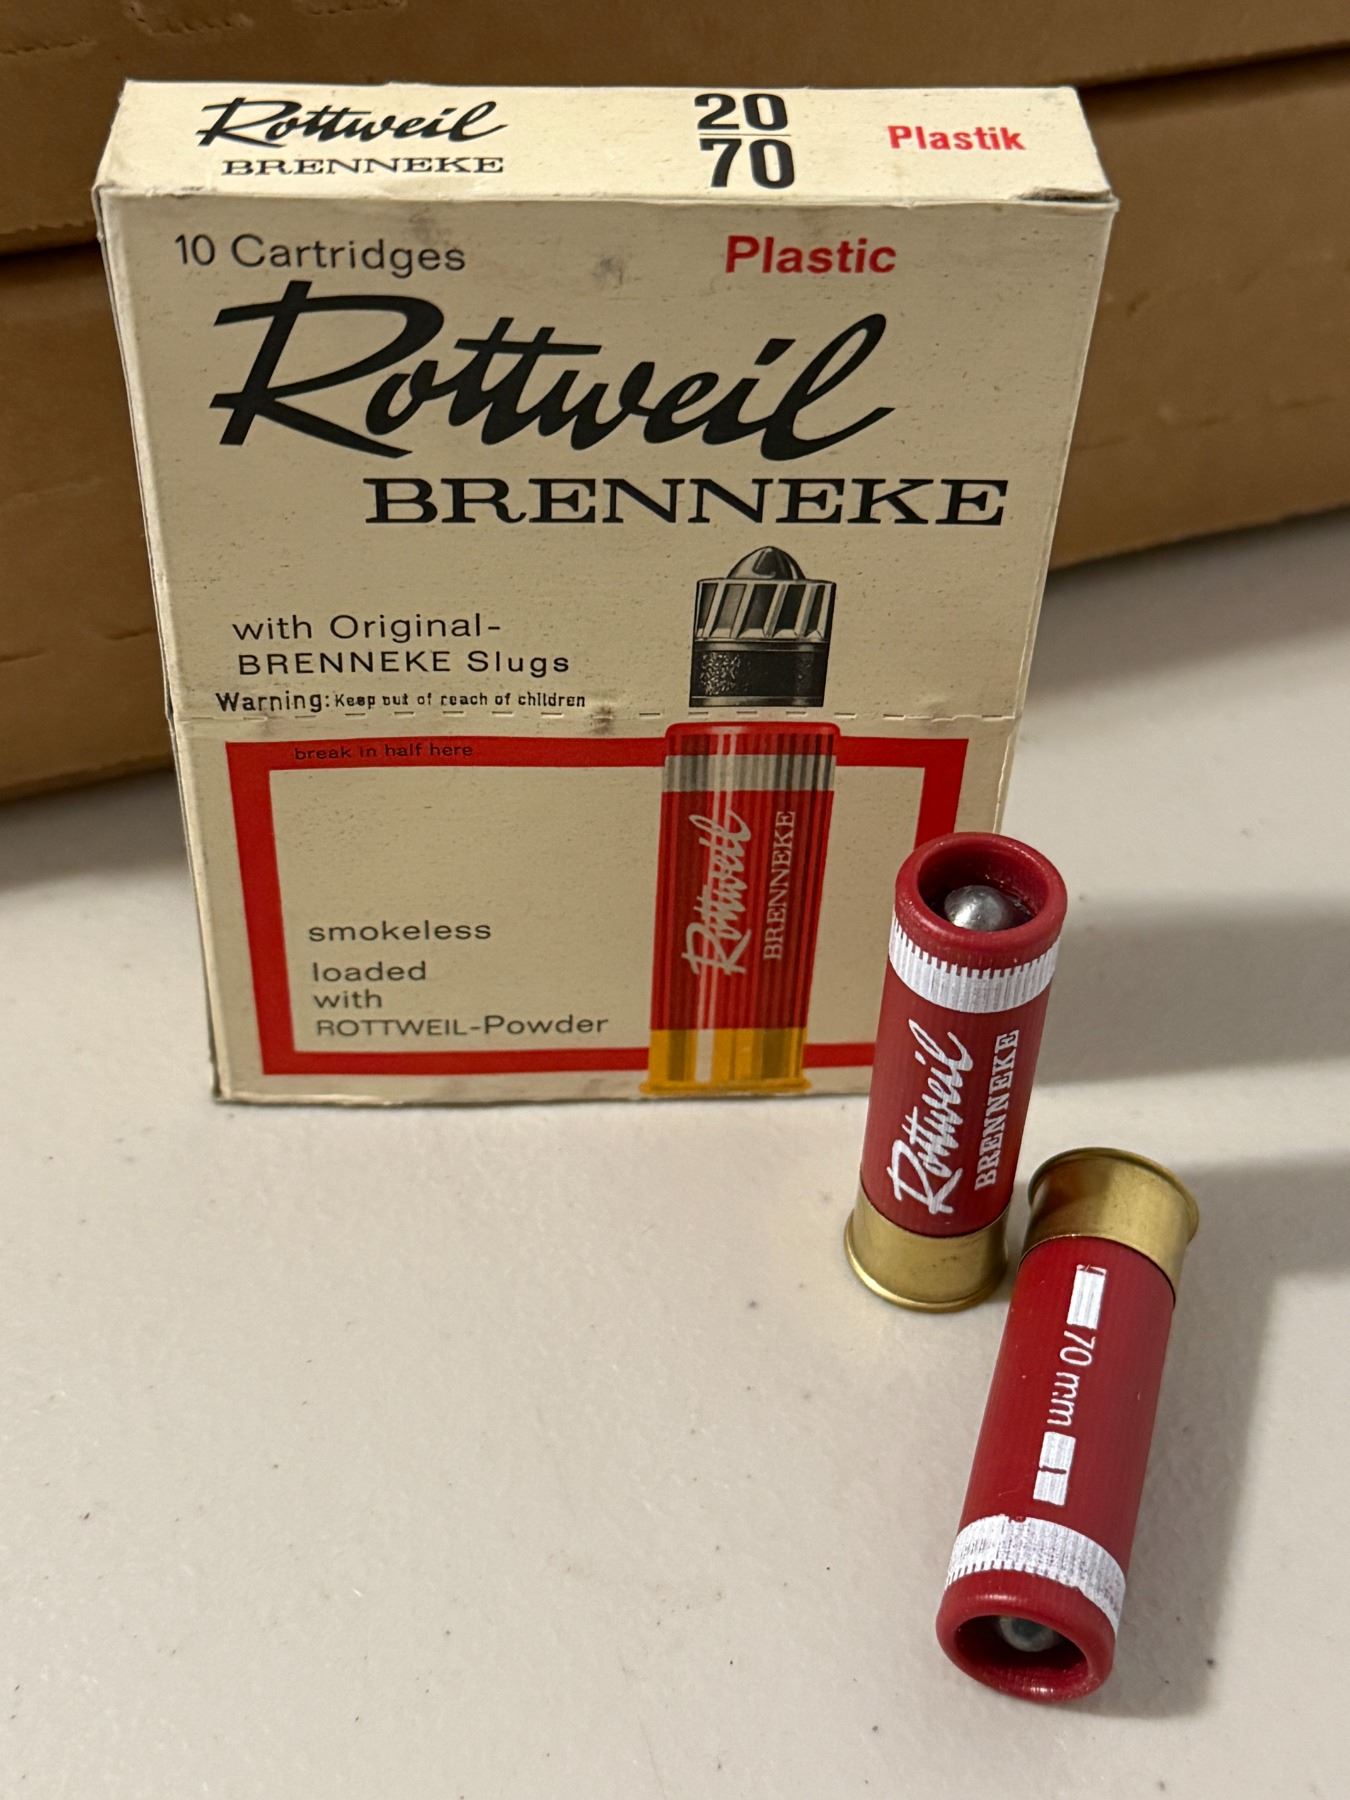 Rottweil
BRENNEKE
20
70
Plastik
10 Cartridges
Plastic
Rottweil
BRENNEKE
with Original-
BRENNEKE Slugs
Warning: Keep out of reach of children
break in half here
smokeless
loaded
with
ROTTWEIL-Powder
Rottweil
BRENNEKE
Rottweil
BRENNEKE
70 mm